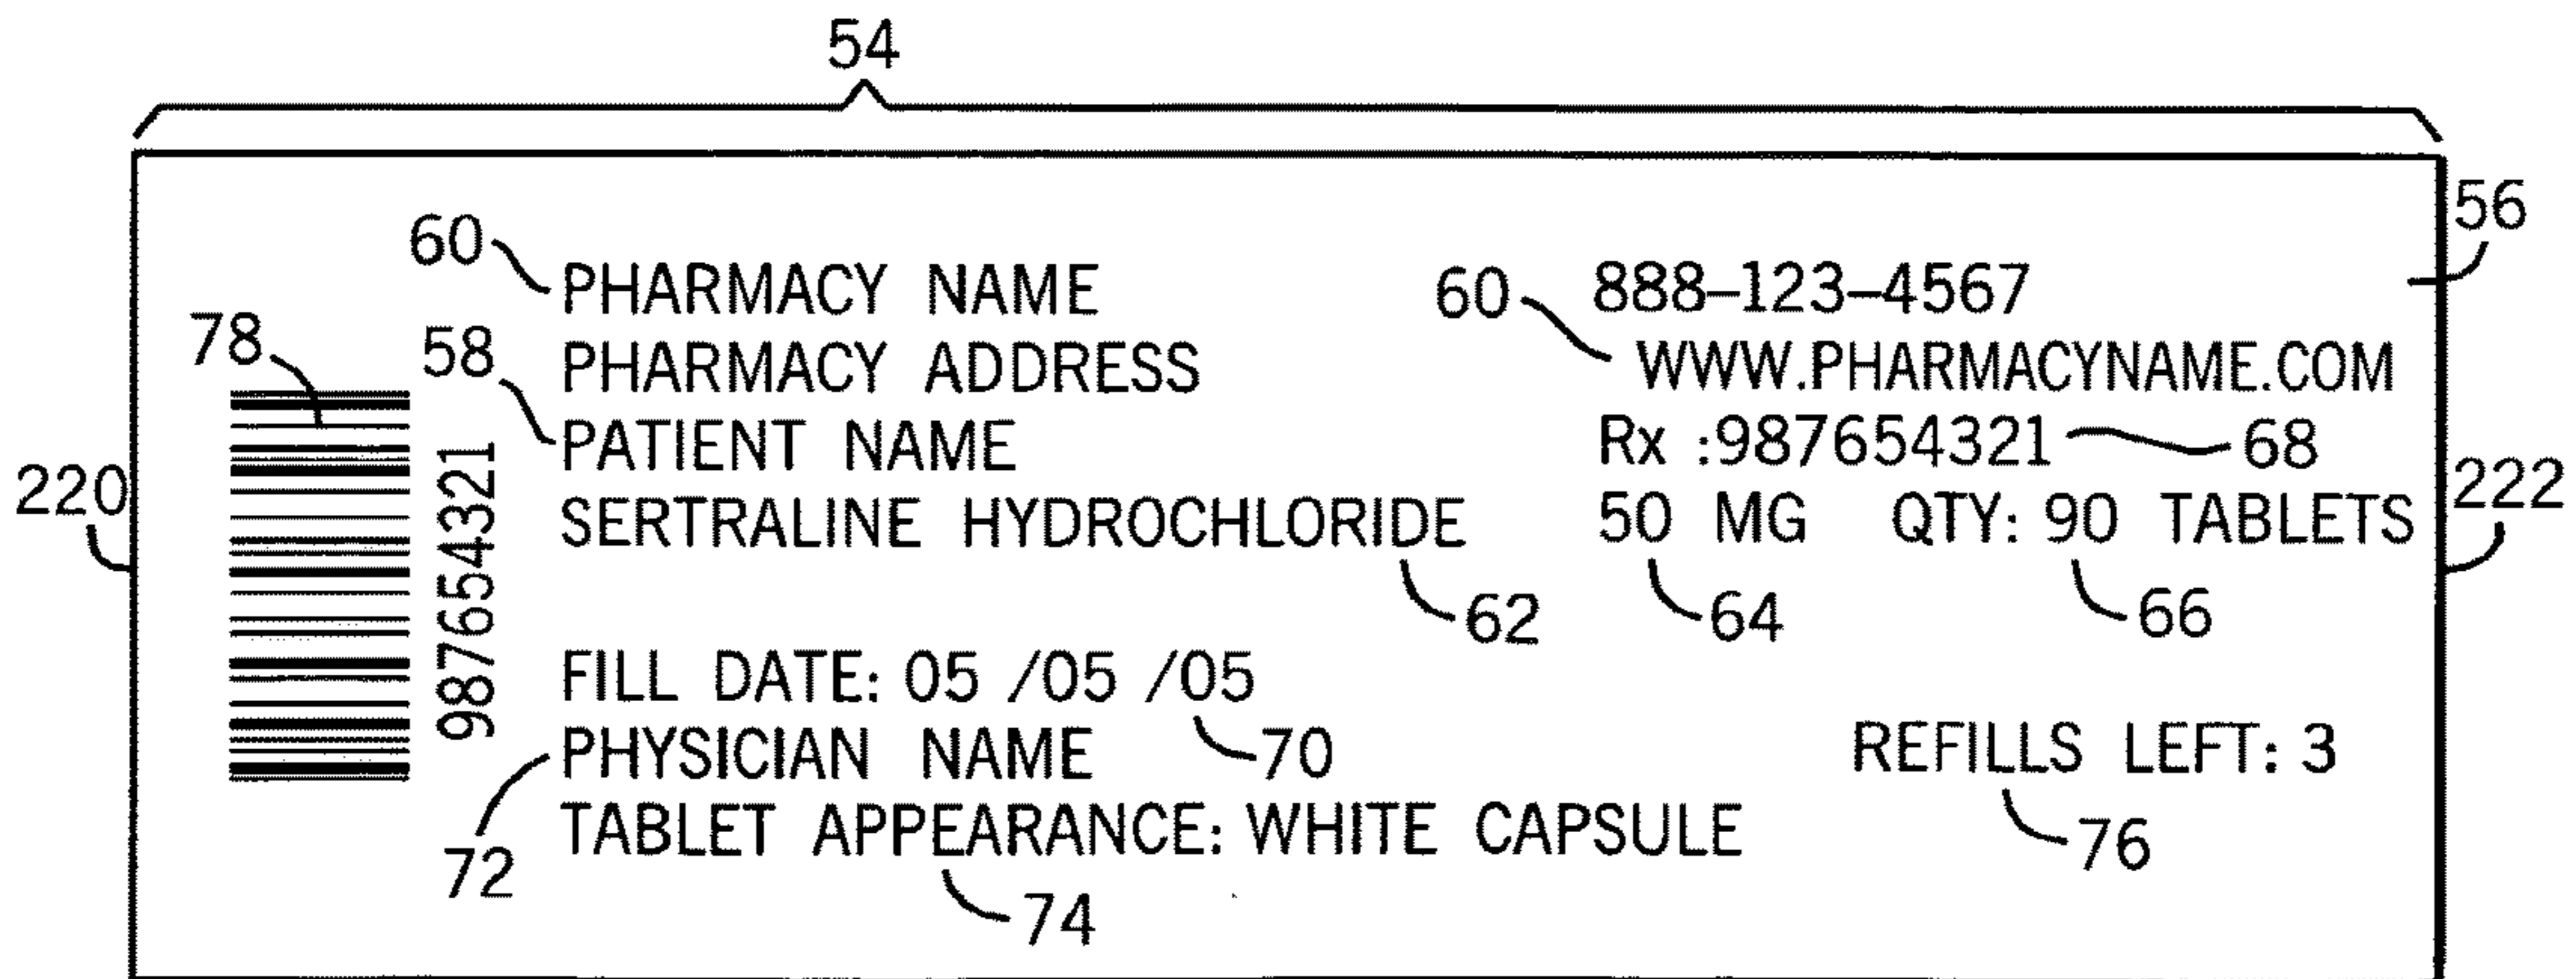 54
56
60 PHARMACY NAME 60 888-123-4567
78 58 PHARMACY ADDRESS WWW.PHARMACYNAME.COM
PATIENT NAME Rx :987654321 68
220 SERTRALINE HYDROCHLORIDE 50 MG QTY: 90 TABLETS 222
987654321
62 64 66
FILL DATE: 05 /05 /05
PHYSICIAN NAME 70 REFILLS LEFT: 3
72 TABLET APPEARANCE: WHITE CAPSULE 76
74